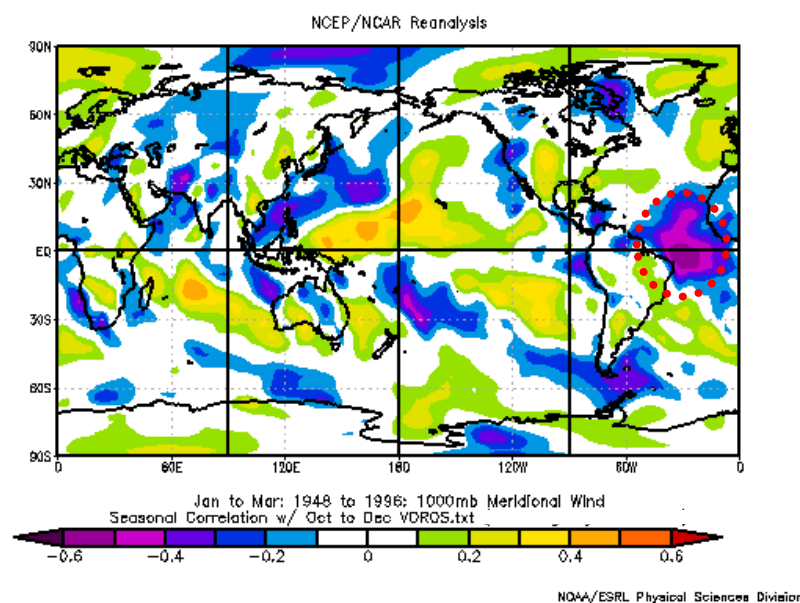 NCEP/NCAR Reanalysis
90N
60N
30N
EQ
30S
60S
90S
0 60E 120E 180 120W 60W 0
Jan to Mar: 1948 to 1996: 1000mb Meridional Wind
Seasonal Correlation w/ Oct to Dec VOROS.txt
-0.6 -0.4 -0.2 0 0.2 0.4 0.6
NOAA/ESRL Physical Sciences Division